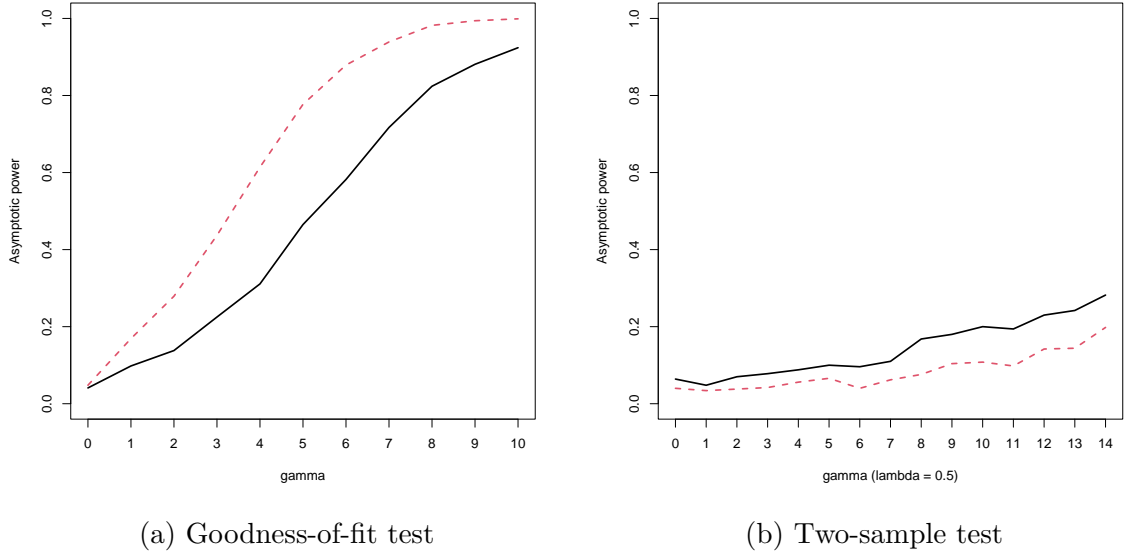 1.0
0.8
0.6
0.4
0.2
0.0
Asymptotic power
0 1 2 3 4 5 6 7 8 9 10
gamma
(a) Goodness-of-fit test
1.0
0.8
0.6
0.4
0.2
0.0
Asymptotic power
0 1 2 3 4 5 6 7 8 9 10 11 12 13 14
gamma (lambda = 0.5)
(b) Two-sample test